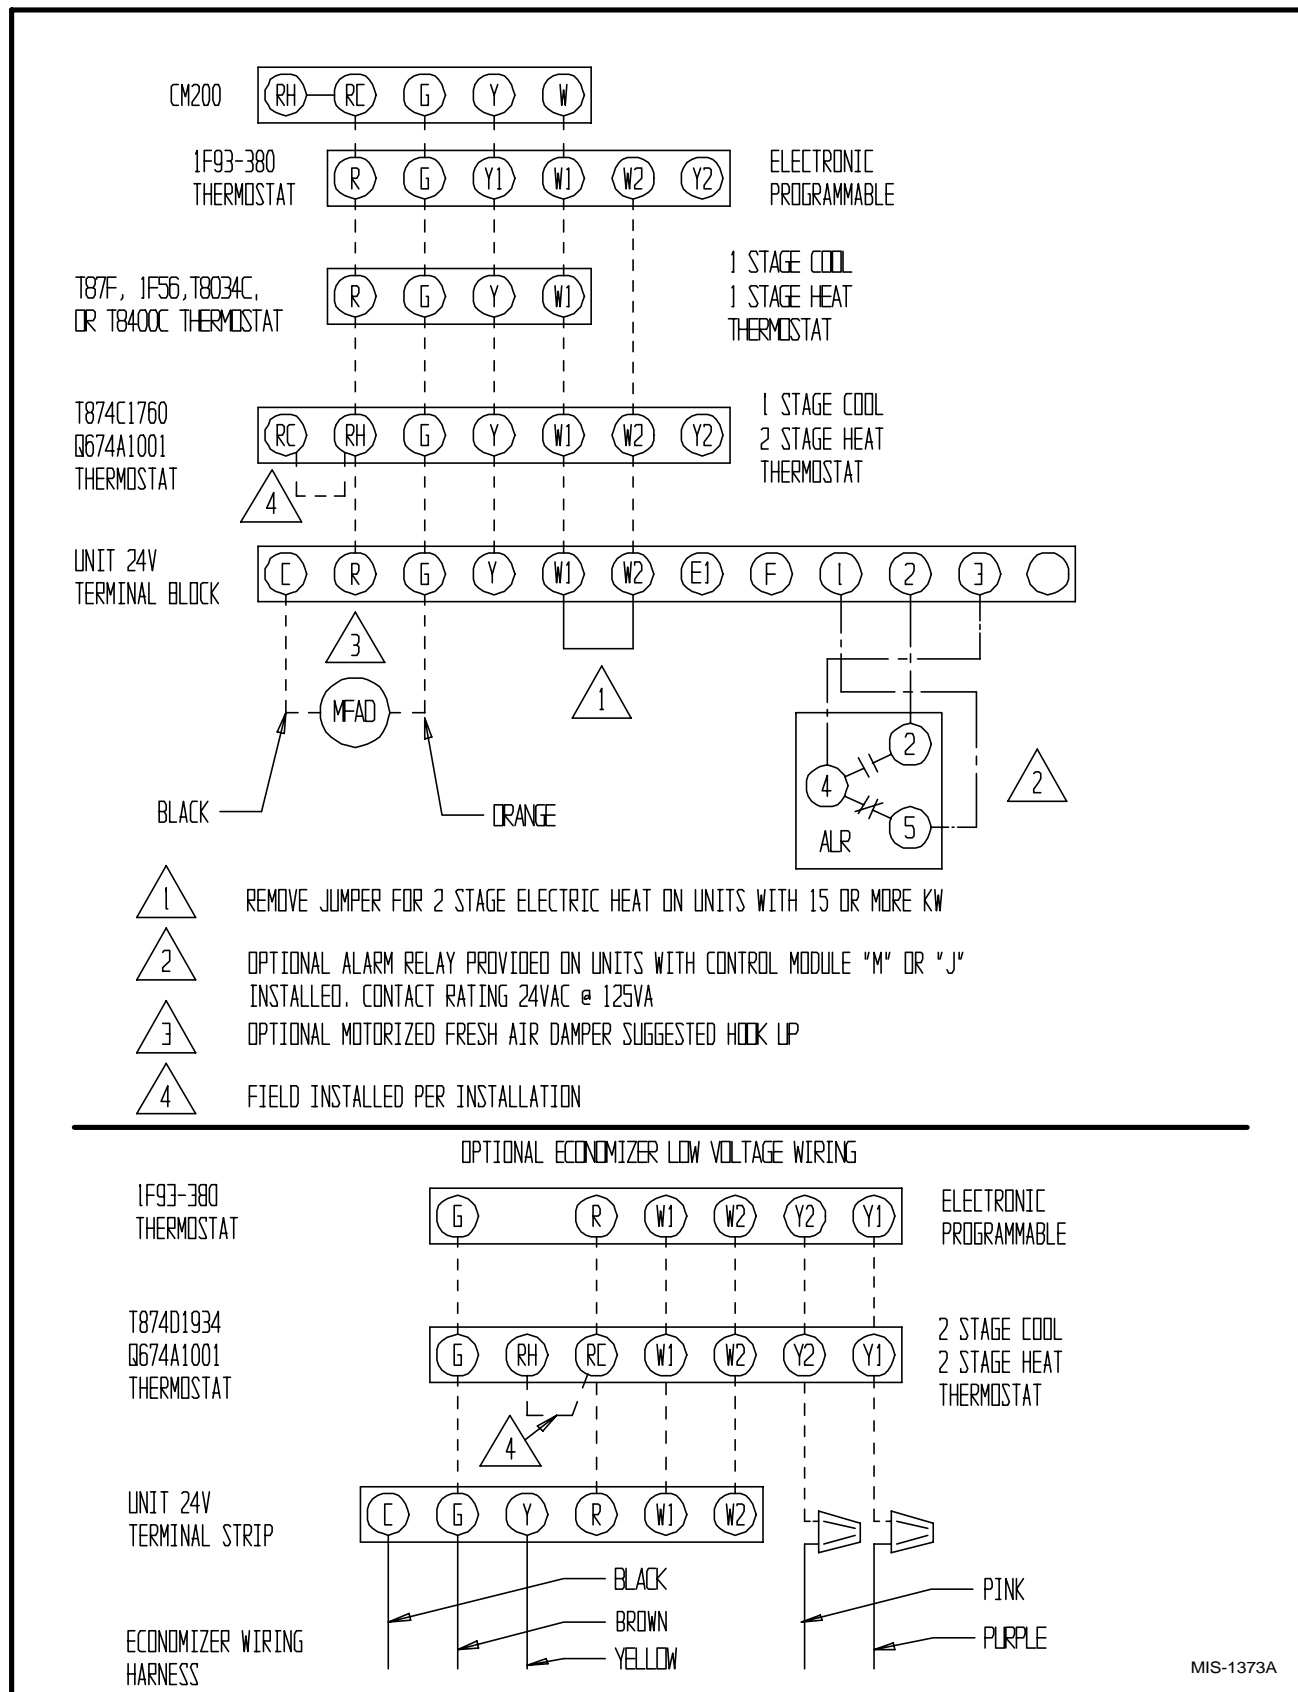 CM200 RH RC G Y W
1F93-380
THERMOSTAT
R G Y1 W1 W2 Y2
ELECTRONIC
PROGRAMMABLE
T87F, 1F56,T8034C,
OR T8400C THERMOSTAT
R G Y W1
1 STAGE COOL
1 STAGE HEAT
THERMOSTAT
T874C1760
Q674A1001
THERMOSTAT
RC RH G Y W1 W2 Y2
1 STAGE COOL
2 STAGE HEAT
THERMOSTAT
4
UNIT 24V
TERMINAL BLOCK
C R G Y W1 W2 E1 F 1 2 3
3
1
MFAD
2
4
5
ALR
2
BLACK
ORANGE
1 REMOVE JUMPER FOR 2 STAGE ELECTRIC HEAT ON UNITS WITH 15 OR MORE KW
2 OPTIONAL ALARM RELAY PROVIDED ON UNITS WITH CONTROL MODULE "M" OR "J"
INSTALLED. CONTACT RATING 24VAC @ 125VA
3 OPTIONAL MOTORIZED FRESH AIR DAMPER SUGGESTED HOOK UP
4 FIELD INSTALLED PER INSTALLATION
OPTIONAL ECONOMIZER LOW VOLTAGE WIRING
1F93-380
THERMOSTAT
G R W1 W2 Y2 Y1
ELECTRONIC
PROGRAMMABLE
T874D1934
Q674A1001
THERMOSTAT
G RH RC W1 W2 Y2 Y1
2 STAGE COOL
2 STAGE HEAT
THERMOSTAT
4
UNIT 24V
TERMINAL STRIP
C G Y R W1 W2
BLACK
BROWN
YELLOW
PINK
PURPLE
ECONOMIZER WIRING
HARNESS
MIS-1373A